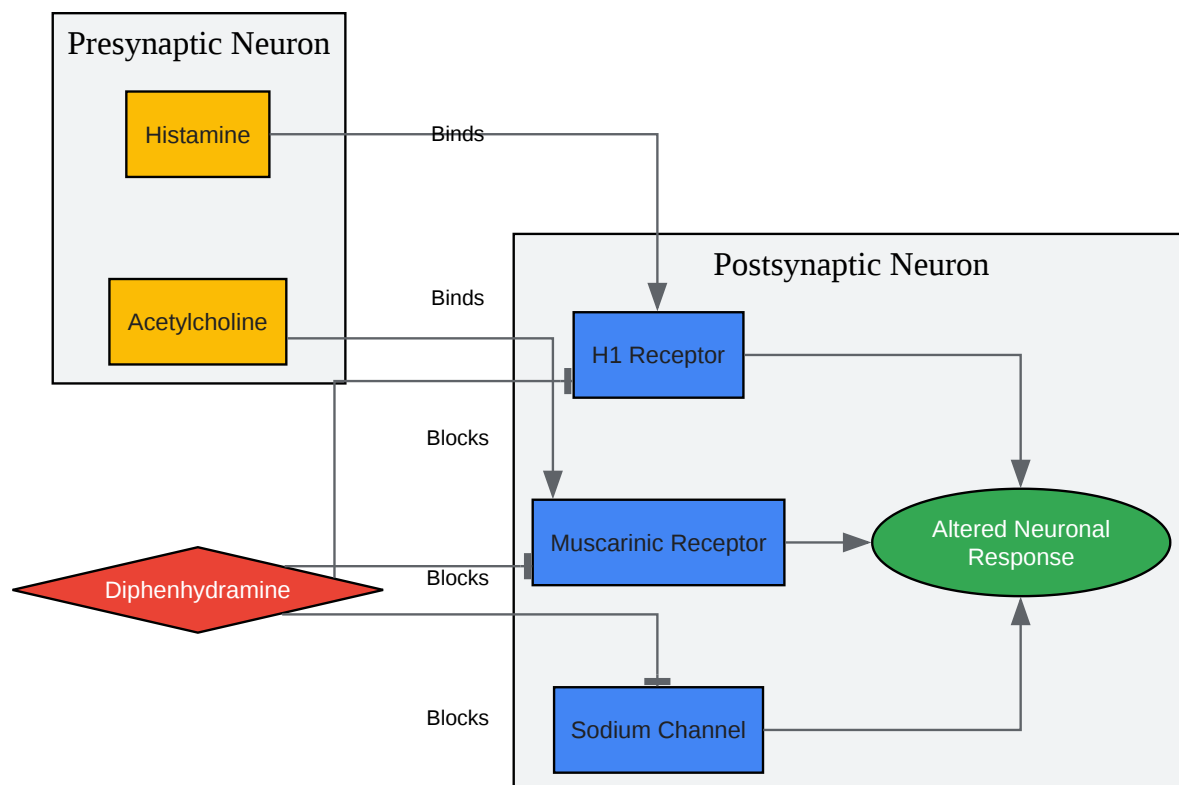 Presynaptic Neuron
Histamine
Binds
Postsynaptic Neuron
Acetylcholine
Binds
H1 Receptor
Blocks
Muscarinic Receptor
Altered Neuronal
Response
Diphenhydramine
Blocks
Blocks
Sodium Channel